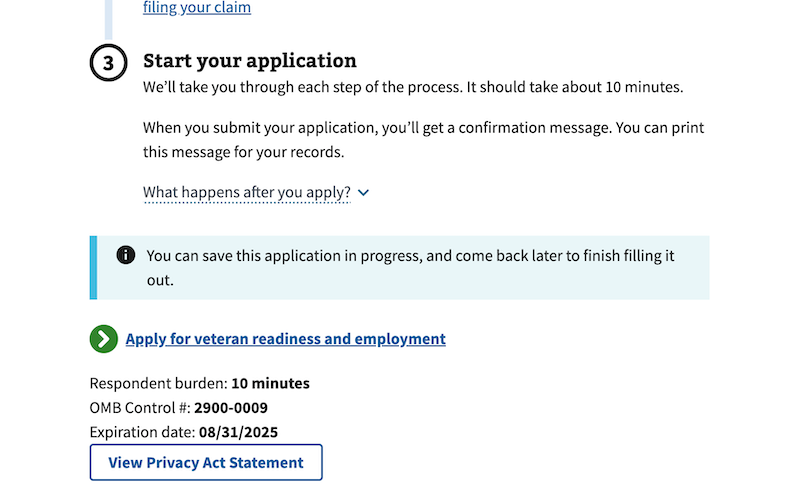 filing your claim
3 Start your application
We’ll take you through each step of the process. It should take about 10 minutes.
When you submit your application, you’ll get a confirmation message. You can print
this message for your records.
What happens after you apply?
You can save this application in progress, and come back later to finish filling it
out.
Apply for veteran readiness and employment
Respondent burden: 10 minutes
OMB Control #: 2900-0009
Expiration date: 08/31/2025
View Privacy Act Statement